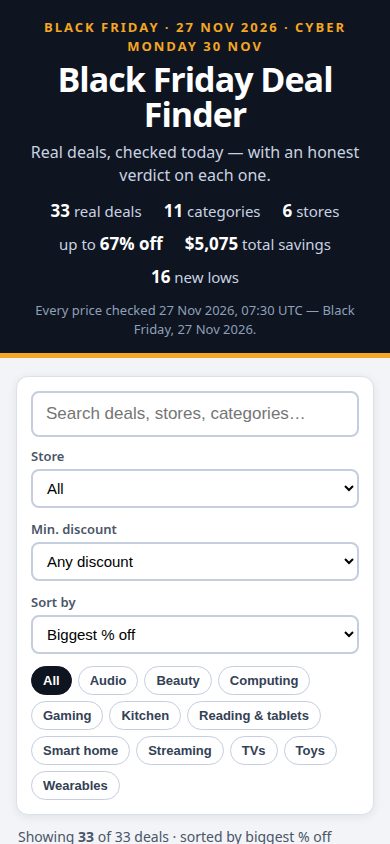 BLACK FRIDAY · 27 NOV 2026 · CYBER
MONDAY 30 NOV
Black Friday Deal
Finder
Real deals, checked today — with an honest
verdict on each one.
33 real deals 11 categories 6 stores
up to 67% off $5,075 total savings
16 new lows
Every price checked 27 Nov 2026, 07:30 UTC — Black
Friday, 27 Nov 2026.
Search deals, stores, categories…
Store
All
Min. discount
Any discount
Sort by
Biggest % off
All Audio Beauty Computing
Gaming Kitchen Reading & tablets
Smart home Streaming TVs Toys
Wearables
Showing 33 of 33 deals · sorted by biggest % off